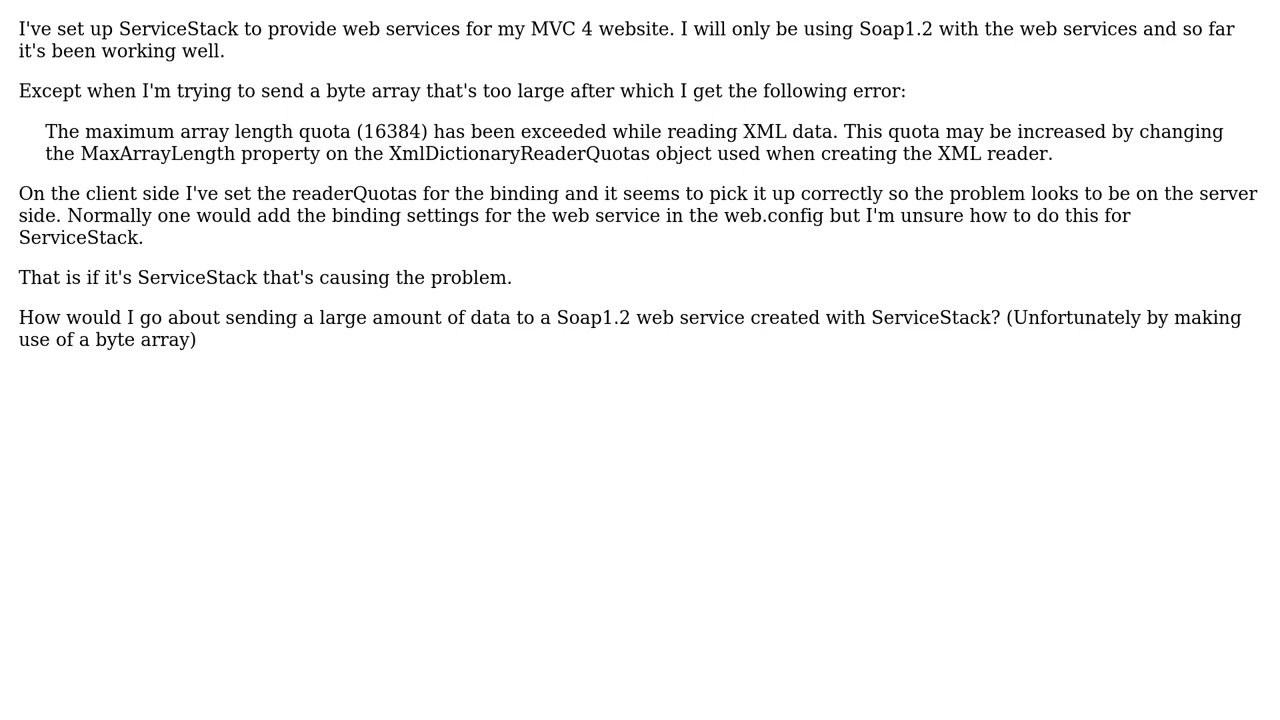 I've set up ServiceStack to provide web services for my MVC 4 website. I will only be using Soap1.2 with the web services and so far
it's been working well.
Except when I'm trying to send a byte array that's too large after which I get the following error:
The maximum array length quota (16384) has been exceeded while reading XML data. This quota may be increased by changing
the MaxArrayLength property on the XmlDictionaryReaderQuotas object used when creating the XML reader.
On the client side I've set the readerQuotas for the binding and it seems to pick it up correctly so the problem looks to be on the server
side. Normally one would add the binding settings for the web service in the web.config but I'm unsure how to do this for
ServiceStack.
That is if it's ServiceStack that's causing the problem.
How would I go about sending a large amount of data to a Soap1.2 web service created with ServiceStack? (Unfortunately by making
use of a byte array)